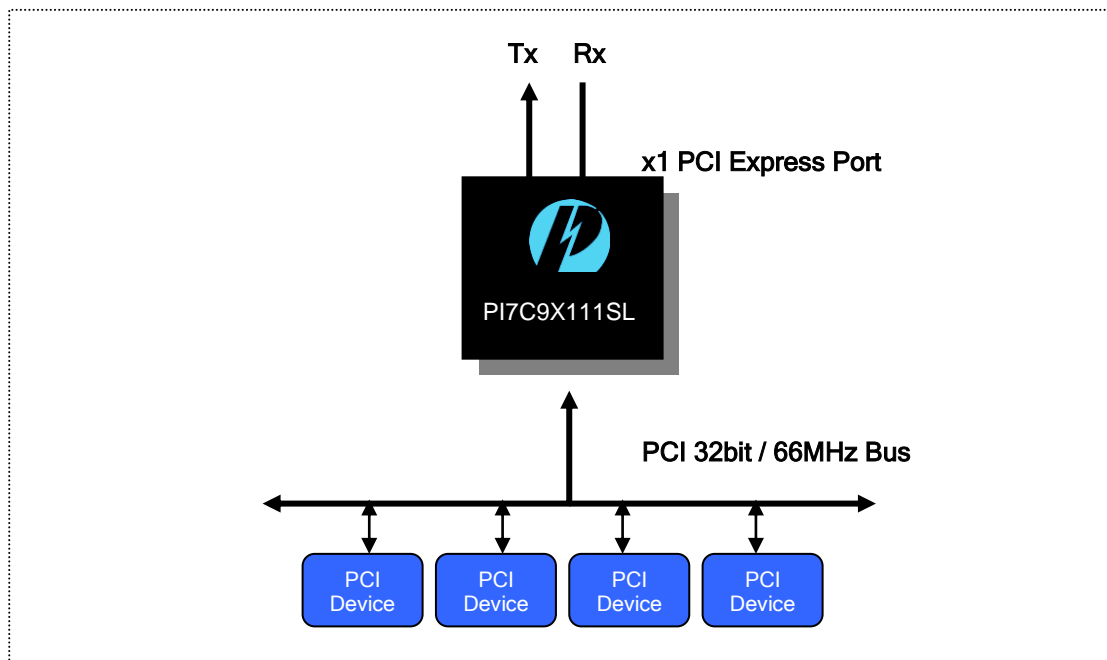 Tx Rx
x1 PCI Express Port
PI7C9X111SL
PCI 32bit / 66MHz Bus
PCI
Device
PCI
Device
PCI
Device
PCI
Device